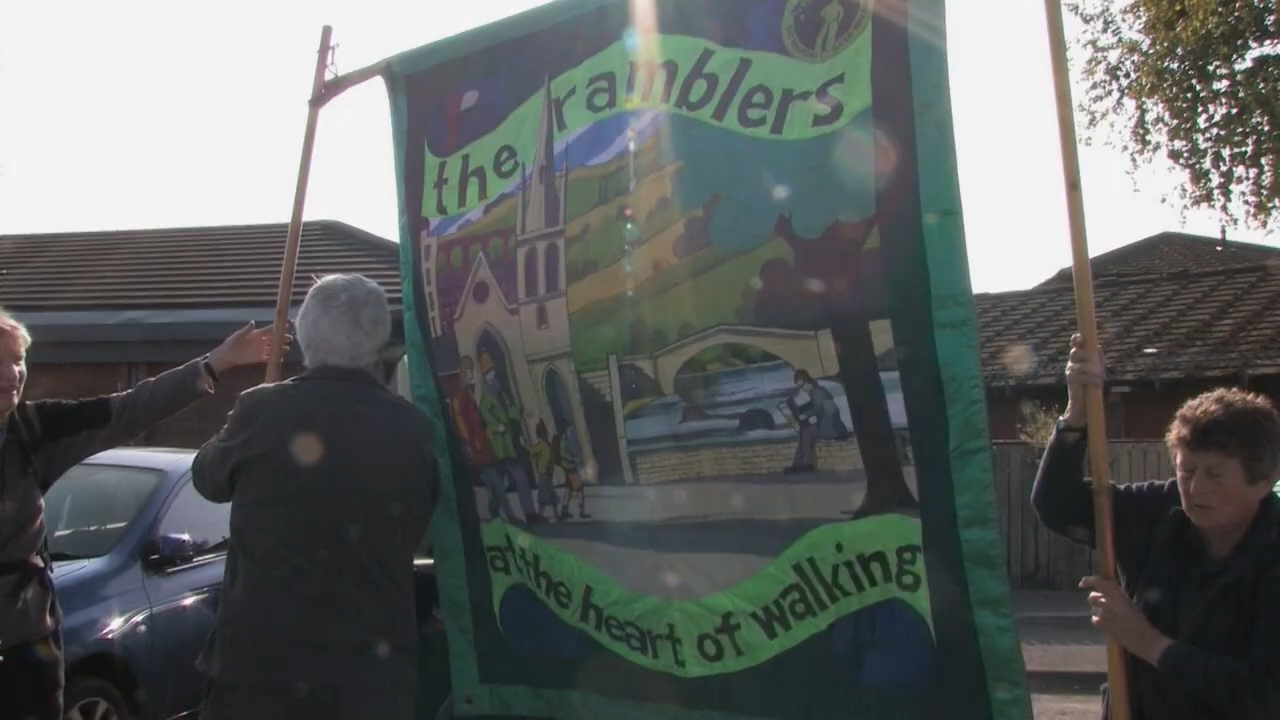 the ramblers
at the heart of walking